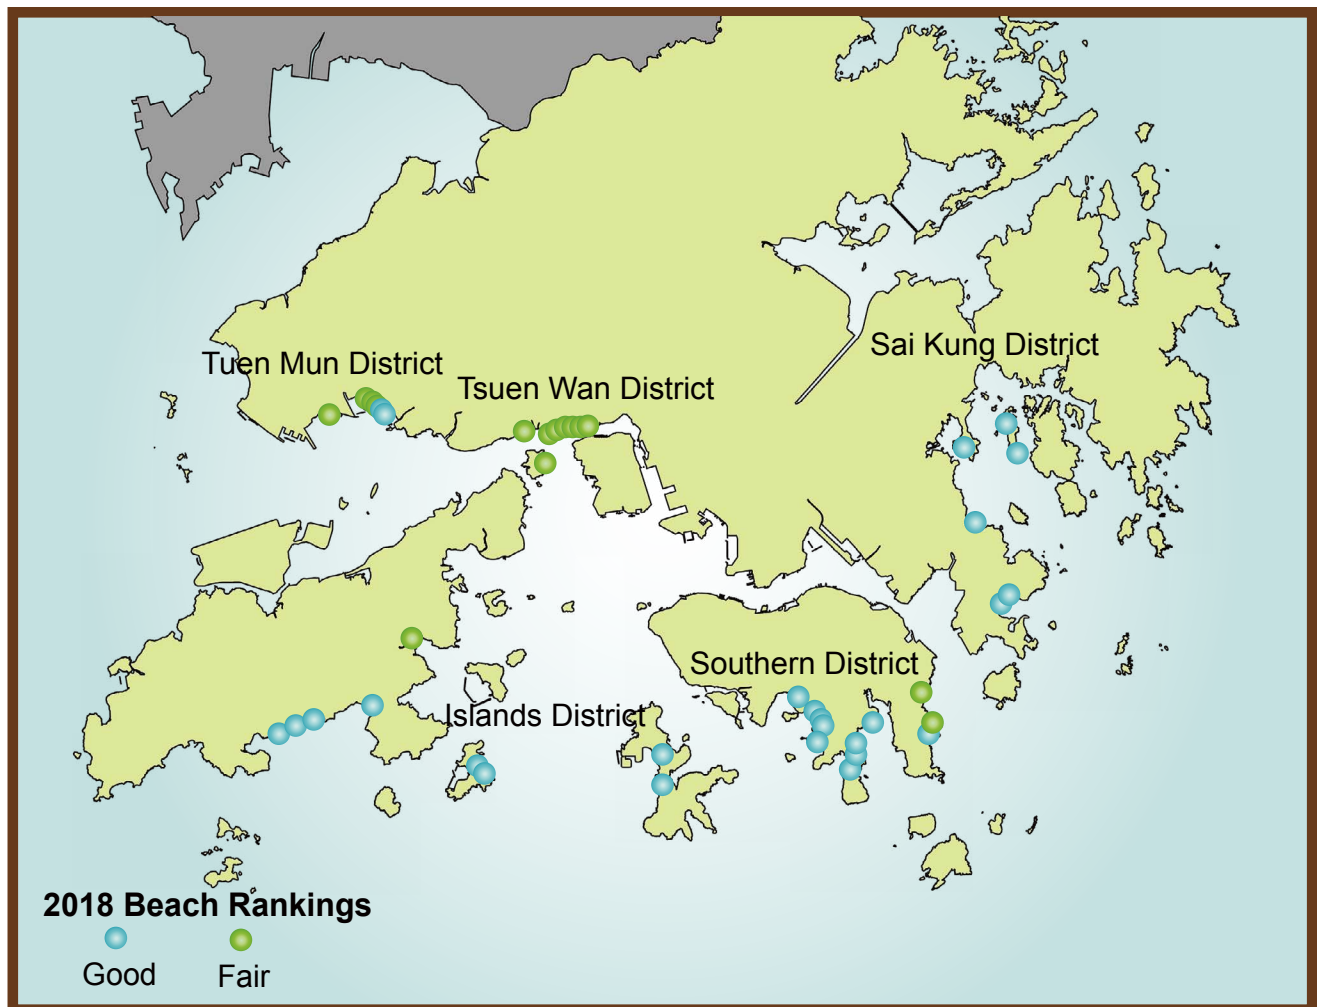 Sai Kung District
Tuen Mun District
Tsuen Wan District
Southern District
Islands District
2018 Beach Rankings
Good
Fair